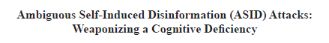 Ambiguous Self-Induced Disinformation (ASID) Attacks:
Weaponizing a Cognitive Deficiency